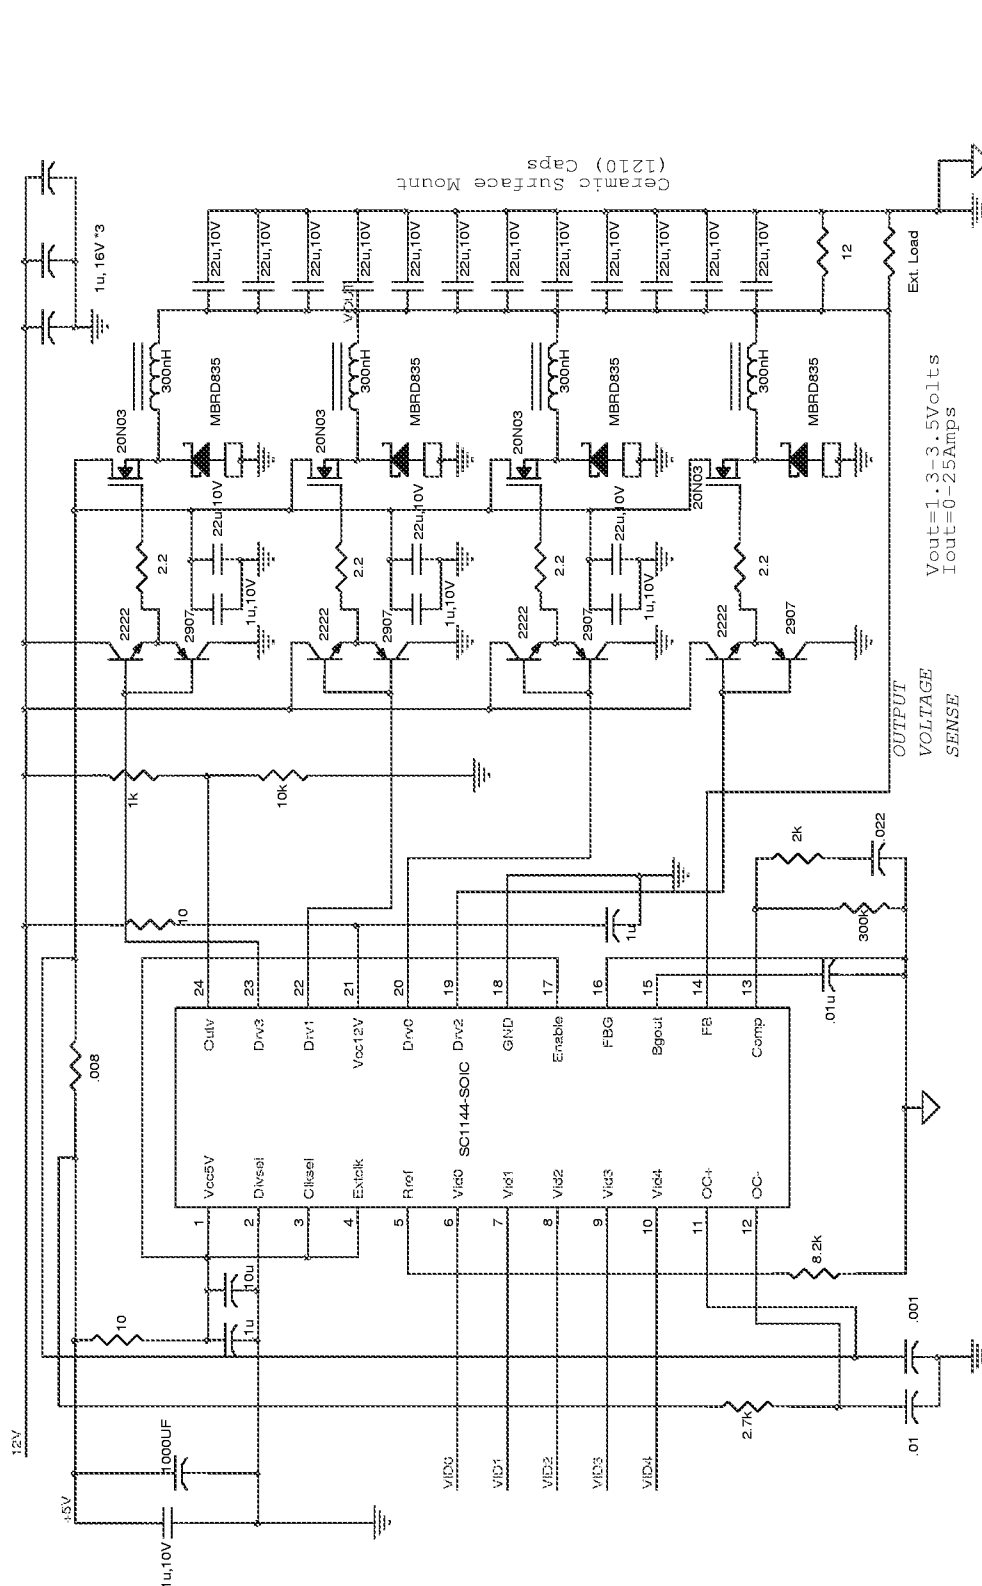 12V
+5V
1u,10V
1000UF
10
1u
10u
.008
1u,16V *3
1
2
3
4
5
6
7
8
9
10
11
12
Vcc5V
Divsel
Clksel
Extclk
Rref
Vid0
Vid1
Vid2
Vid3
Vid4
OC+
OC-
SC1144-SOIC
Outv
Drv3
Drv1
Vcc12V
Drv0
Drv2
GND
Enable
FBG
Bgout
FB
Comp
24
23
22
21
20
19
18
17
16
15
14
13
VID0
VID1
VID2
VID3
VID4
2.7k
8.2k
.01
.001
10
1k
10k
1u
.01u
300k
2k
.022
2222
2907
2.2
20N03
1u,10V
22u,10V
MBRD835
300nH
2222
2907
2.2
20N03
1u,10V
22u,10V
MBRD835
300nH
2222
2907
2.2
20N03
1u,10V
22u,10V
MBRD835
300nH
2222
2907
2.2
20N03
MBRD835
300nH
VOUT
22u,10V
22u,10V
22u,10V
22u,10V
22u,10V
22u,10V
22u,10V
22u,10V
22u,10V
22u,10V
22u,10V
22u,10V
12
Ext. Load
Ceramic Surface Mount
(1210) Caps
OUTPUT
VOLTAGE
SENSE
Vout=1.3-3.5Volts
Iout=0-25Amps